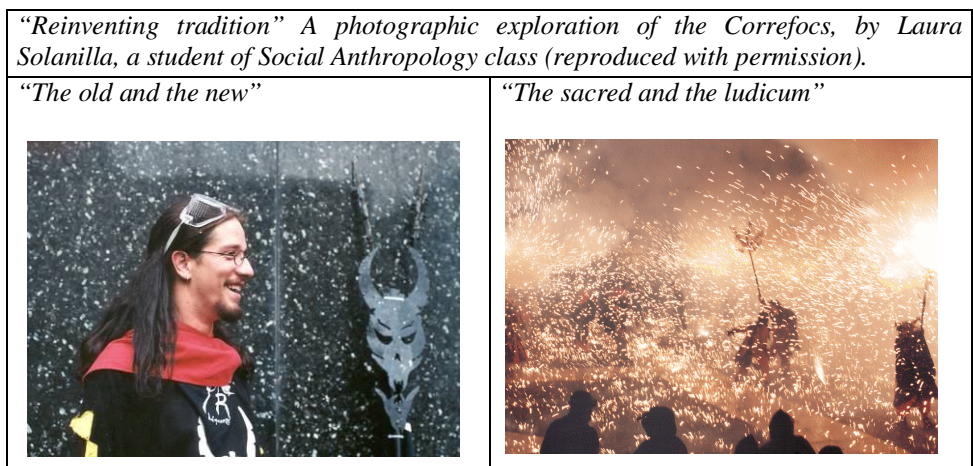 “Reinventing tradition” A photographic exploration of the Correfocs, by Laura
Solanilla, a student of Social Anthropology class (reproduced with permission).
“The old and the new”
“The sacred and the ludicum”
R